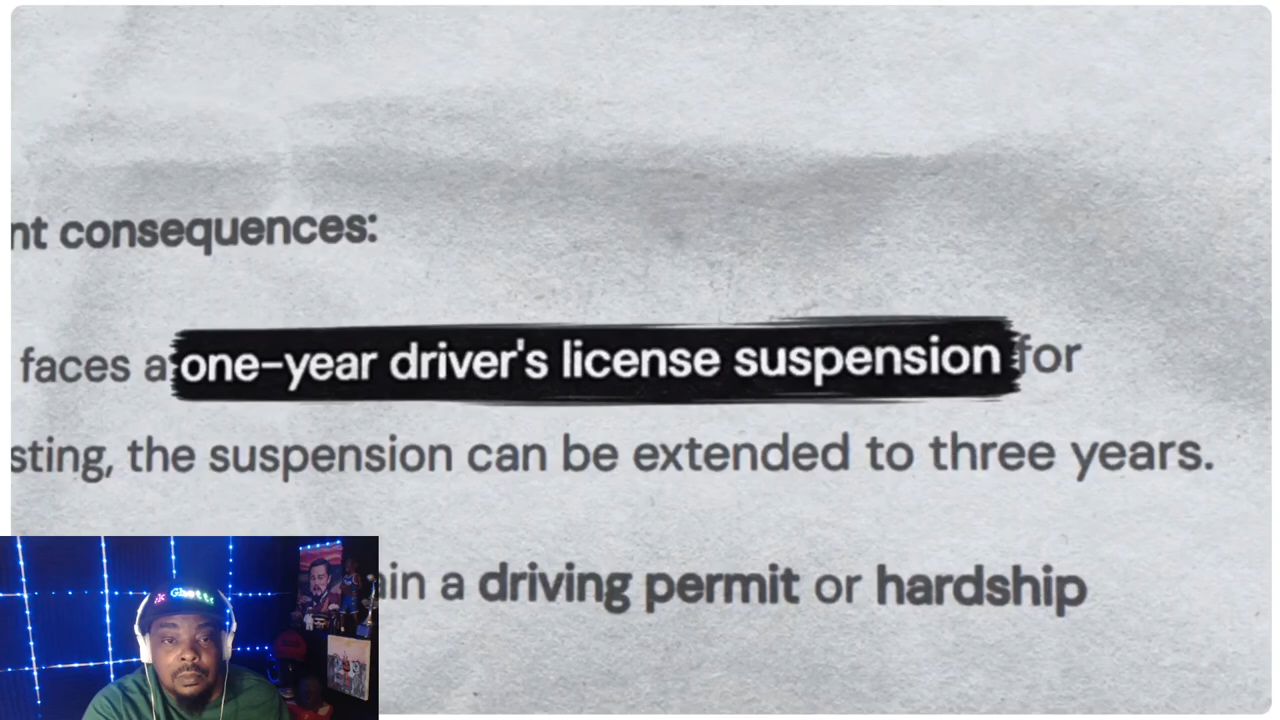 nt consequences:
faces a one-year driver's license suspension for
sting, the suspension can be extended to three years.
ain a driving permit or hardship